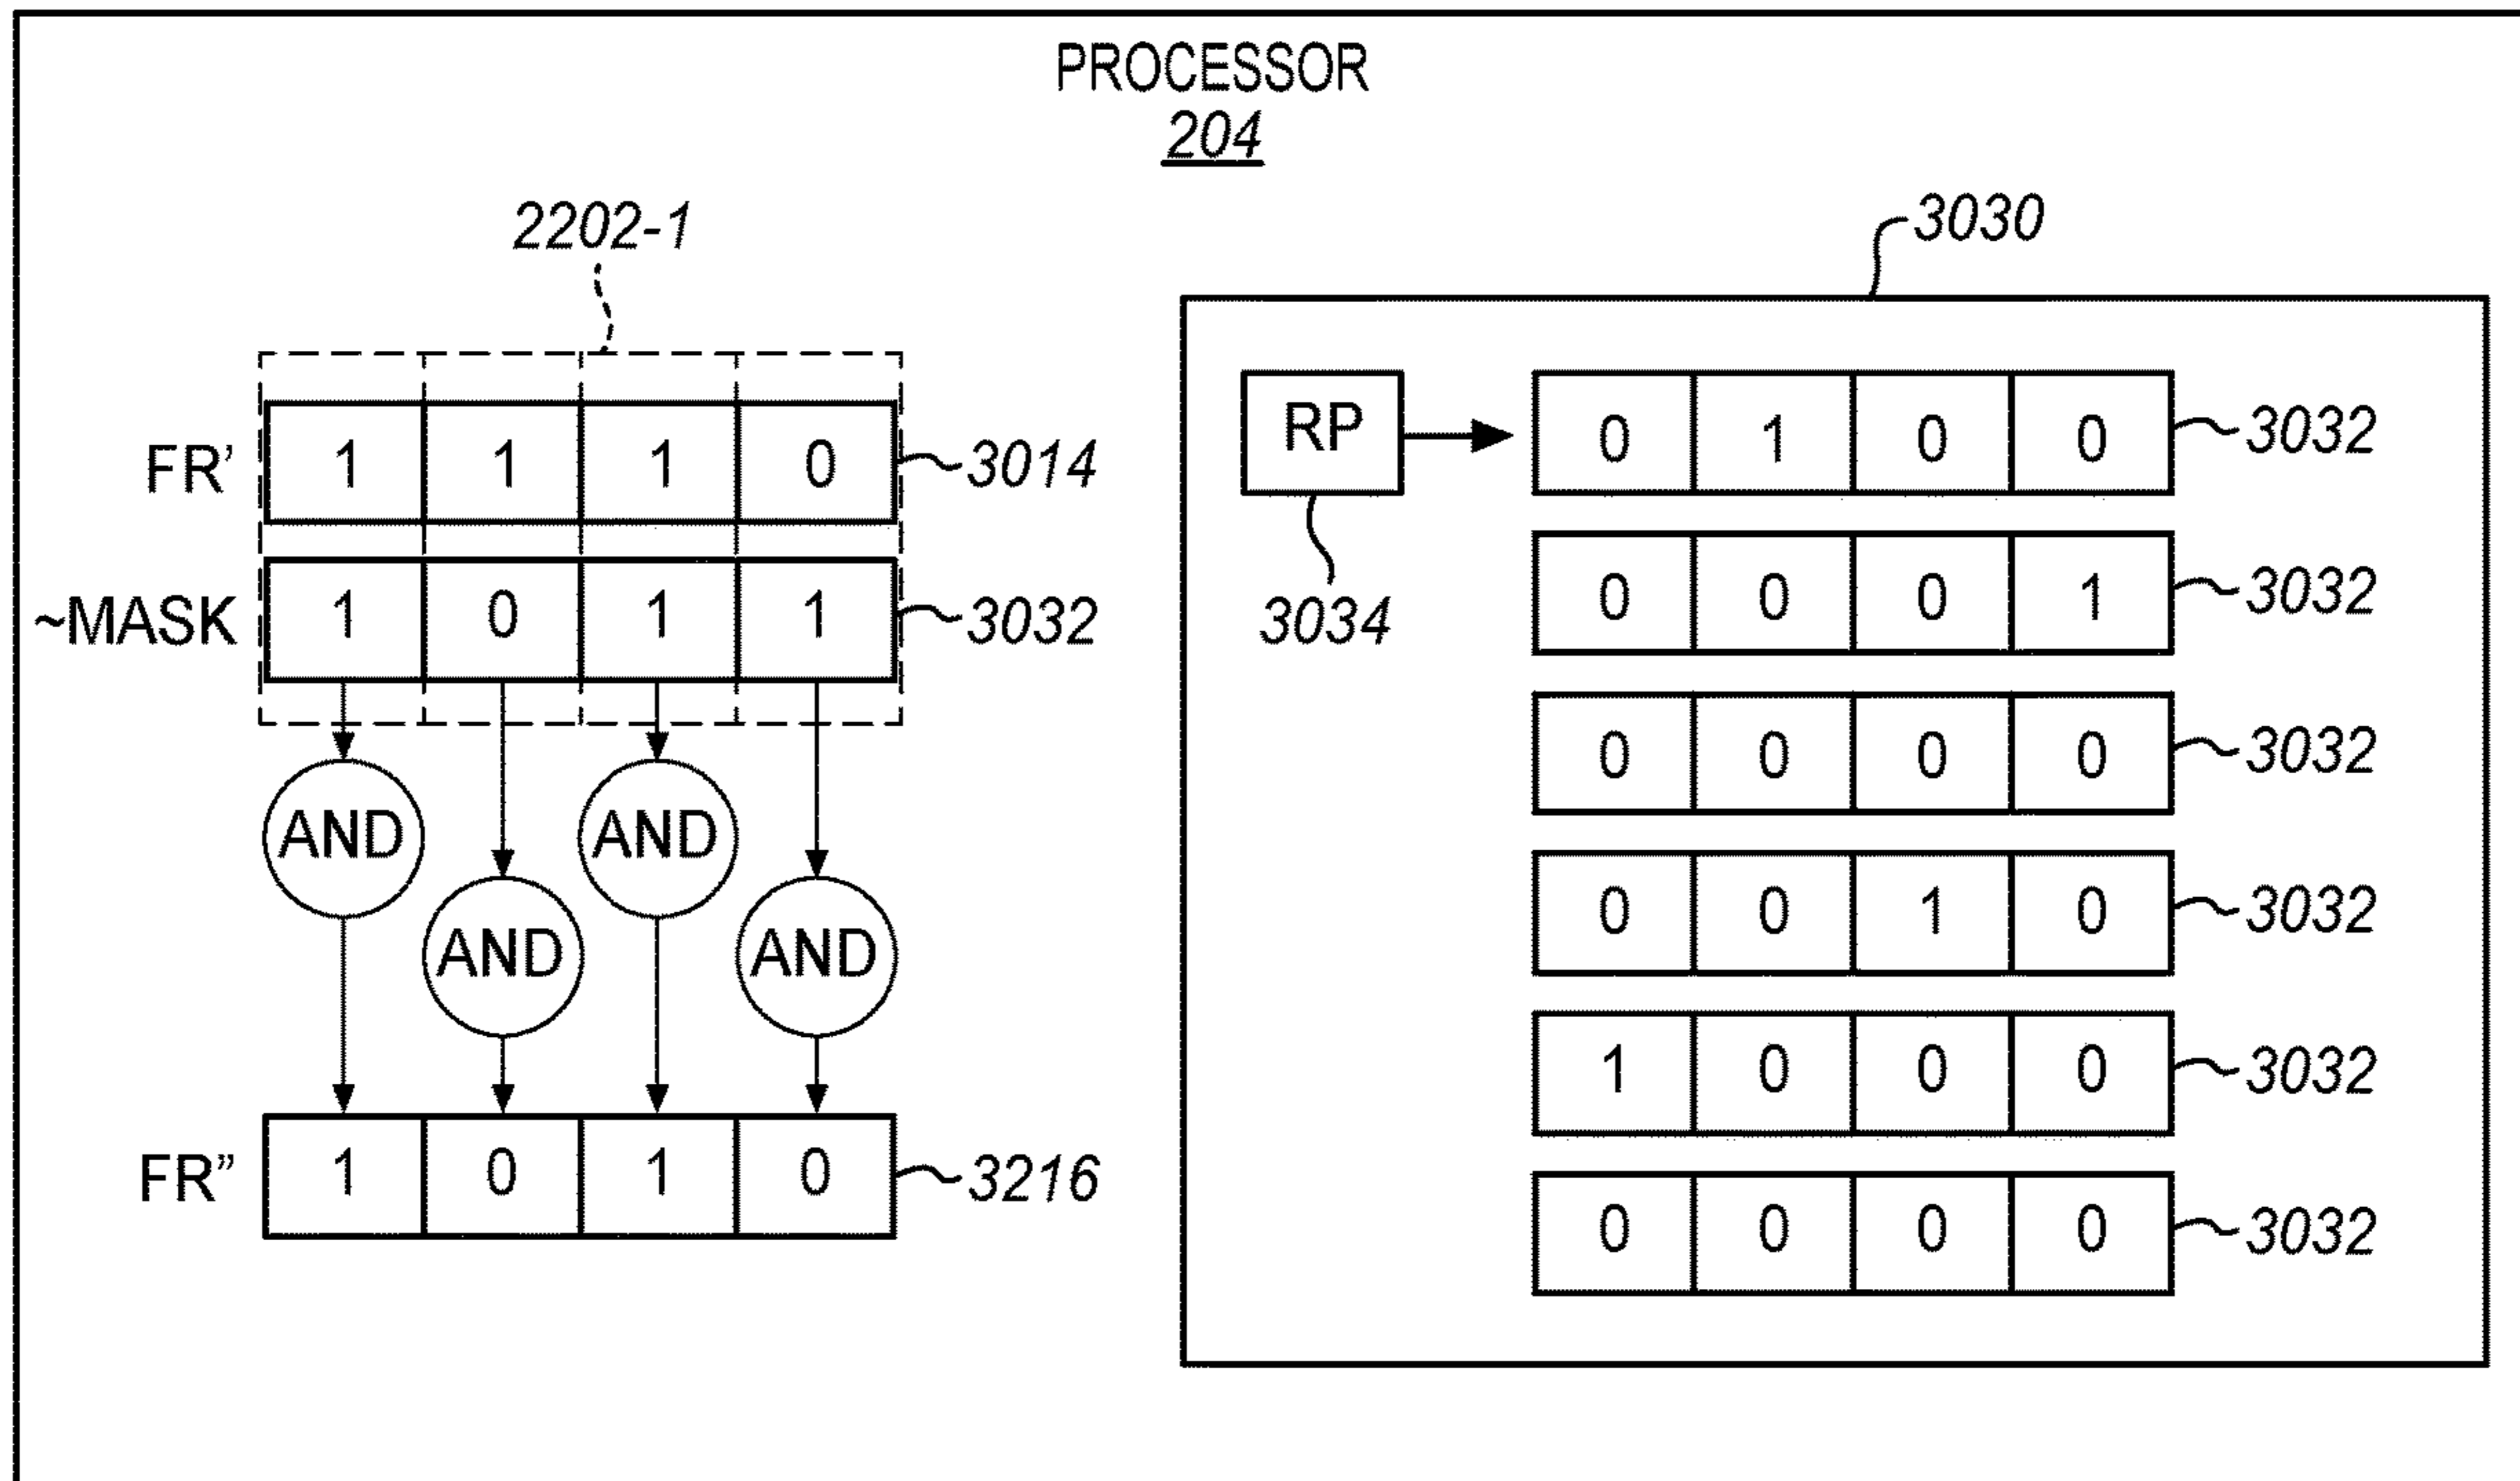 PROCESSOR
204
2202-1
FR' 1 1 1 0 3014
~MASK 1 0 1 1 3032
AND AND
AND AND
FR” 1 0 1 0 3216
3030
RP 0 1 0 0 3032
3034
0 0 0 1 3032
0 0 0 0 3032
0 0 1 0 3032
1 0 0 0 3032
0 0 0 0 3032